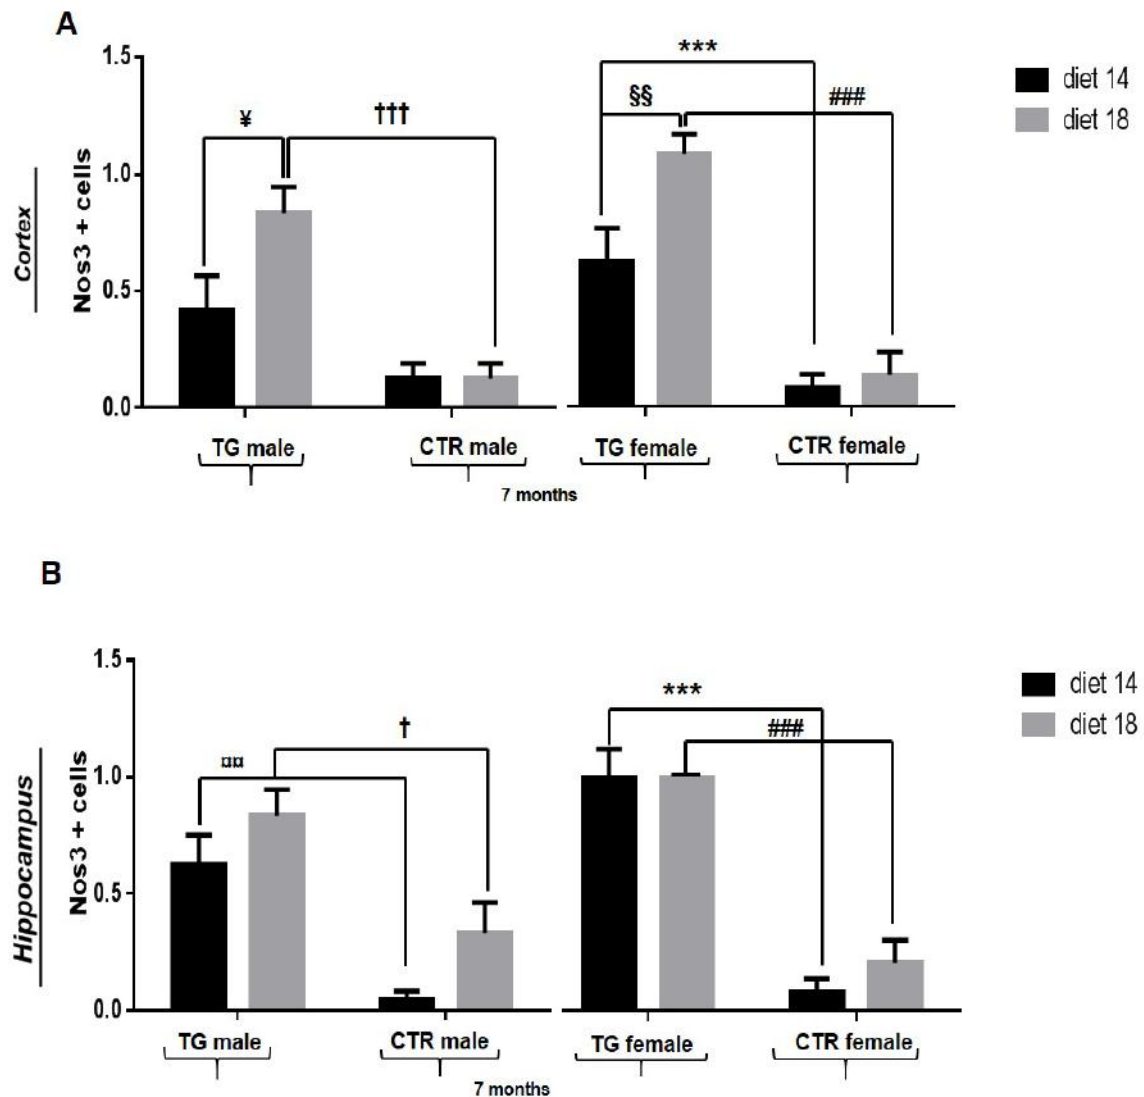 A
1.5
***
diet 14
¥
†††
§§
###
diet 18
1.0
Cortex
Nos3 + cells
0.5
0.0
TG male
CTR male
TG female
CTR female
7 months
B
1.5
***
diet 14
¤¤
†
###
diet 18
1.0
Hippocampus
Nos3 + cells
0.5
0.0
TG male
CTR male
TG female
CTR female
7 months